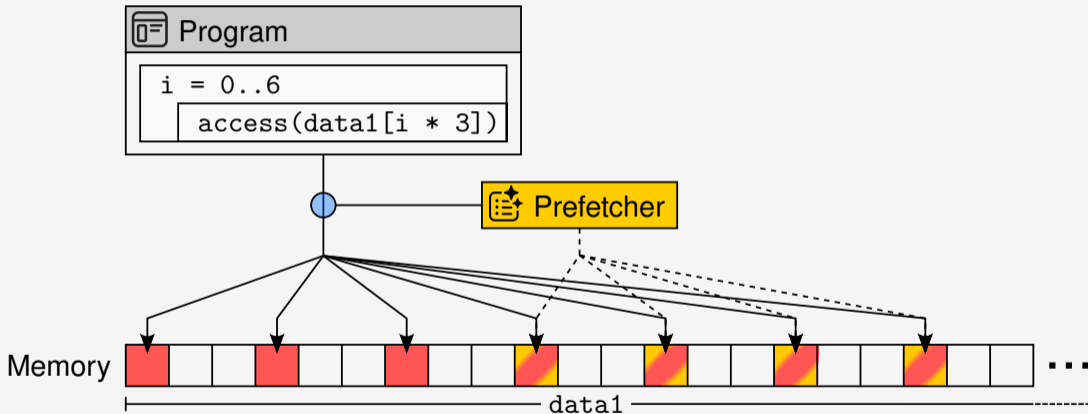 Program
i = 0..6
access(data1[i * 3])
Prefetcher
Memory
...
data1